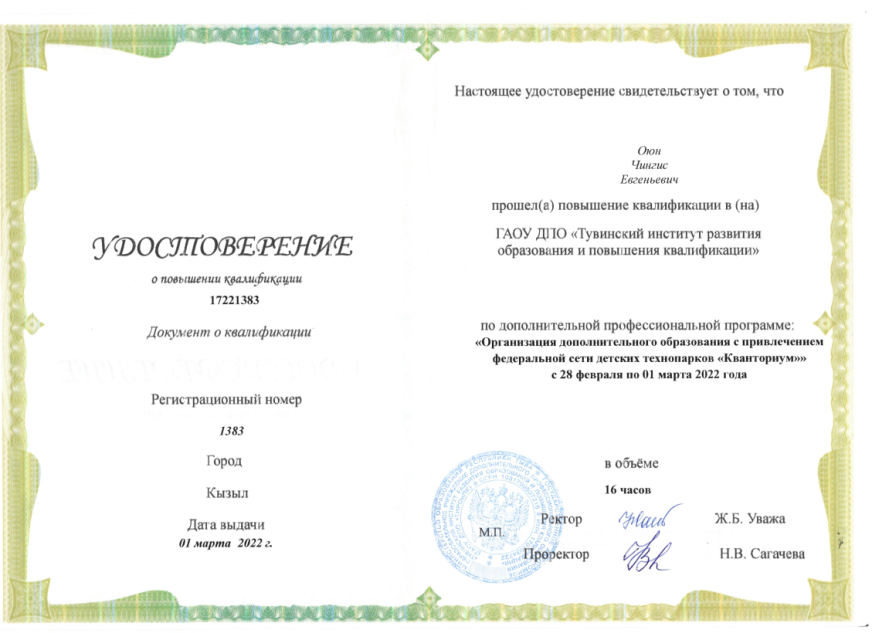 УДОСТОВЕРЕНИЕ
о повышении квалификации
17221383
Документ о квалификации
Регистрационный номер
1383
Город
Кызыл
Дата выдачи
01 марта 2022 г.
Настоящее удостоверение свидетельствует о том, что
Оюн
Чингис
Евгеньевич
прошел(а) повышение квалификации в (на)
ГАОУ ДПО «Тувинский институт развития
образования и повышения квалификации»
по дополнительной профессиональной программе:
«Организация дополнительного образования с привлечением
федеральной сети детских технопарков «Кванториум»»
с 28 февраля по 01 марта 2022 года
в объёме
16 часов
М.П.
Ректор
Ж.Б. Уважа
Проректор
Н.В. Сагачева